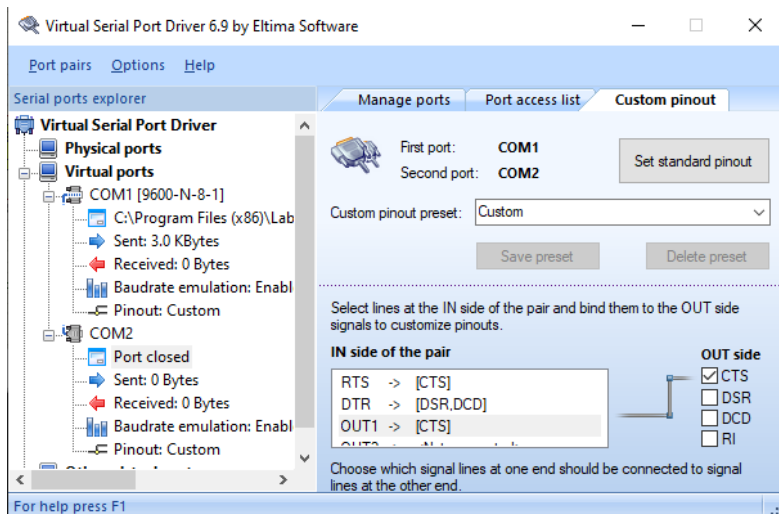 Virtual Serial Port Driver 6.9 by Eltima Software
Port pairs Options Help
Serial ports explorer
Virtual Serial Port Driver
Physical ports
Virtual ports
COM1 [9600-N-8-1]
C:\Program Files (x86)\Lab
Sent: 3.0 KBytes
Received: 0 Bytes
Baudrate emulation: Enabl
Pinout: Custom
COM2
Port closed
Sent: 0 Bytes
Received: 0 Bytes
Baudrate emulation: Enabl
Pinout: Custom
Manage ports Port access list Custom pinout
First port: COM1
Second port: COM2
Set standard pinout
Custom pinout preset: Custom
Save preset Delete preset
Select lines at the IN side of the pair and bind them to the OUT side
signals to customize pinouts.
IN side of the pair
RTS -> [CTS]
DTR -> [DSR,DCD]
OUT1 -> [CTS]
OUT side
CTS
DSR
DCD
RI
Choose which signal lines at one end should be connected to signal
lines at the other end.
For help press F1